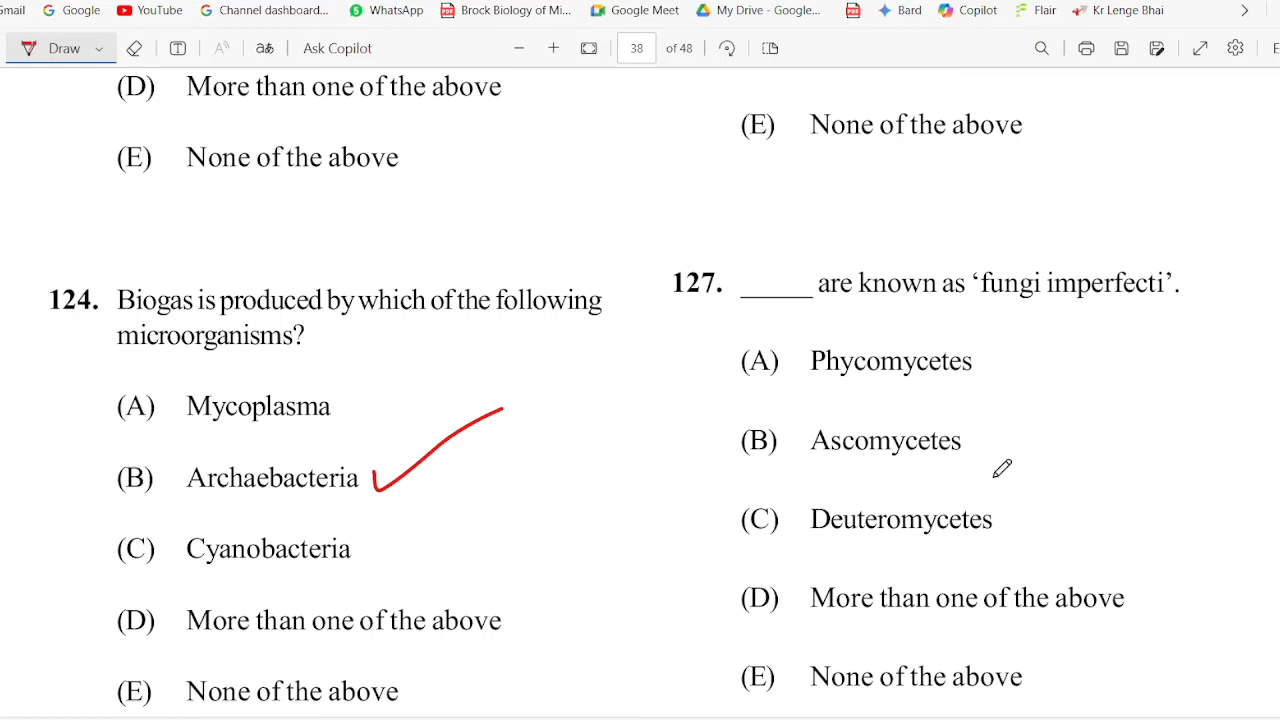 Gmail Google YouTube Channel dashboard... WhatsApp Brock Biology of Mi... Google Meet My Drive - Google... Bard Copilot Flair Kr Lenge Bhai
Draw Ask Copilot 38 of 48
(D) More than one of the above
(E) None of the above
124. Biogas is produced by which of the following
microorganisms?
(A) Mycoplasma
(B) Archaebacteria
(C) Cyanobacteria
(D) More than one of the above
(E) None of the above
(E) None of the above
127. _____ are known as ‘fungi imperfecti’.
(A) Phycomycetes
(B) Ascomycetes
(C) Deuteromycetes
(D) More than one of the above
(E) None of the above